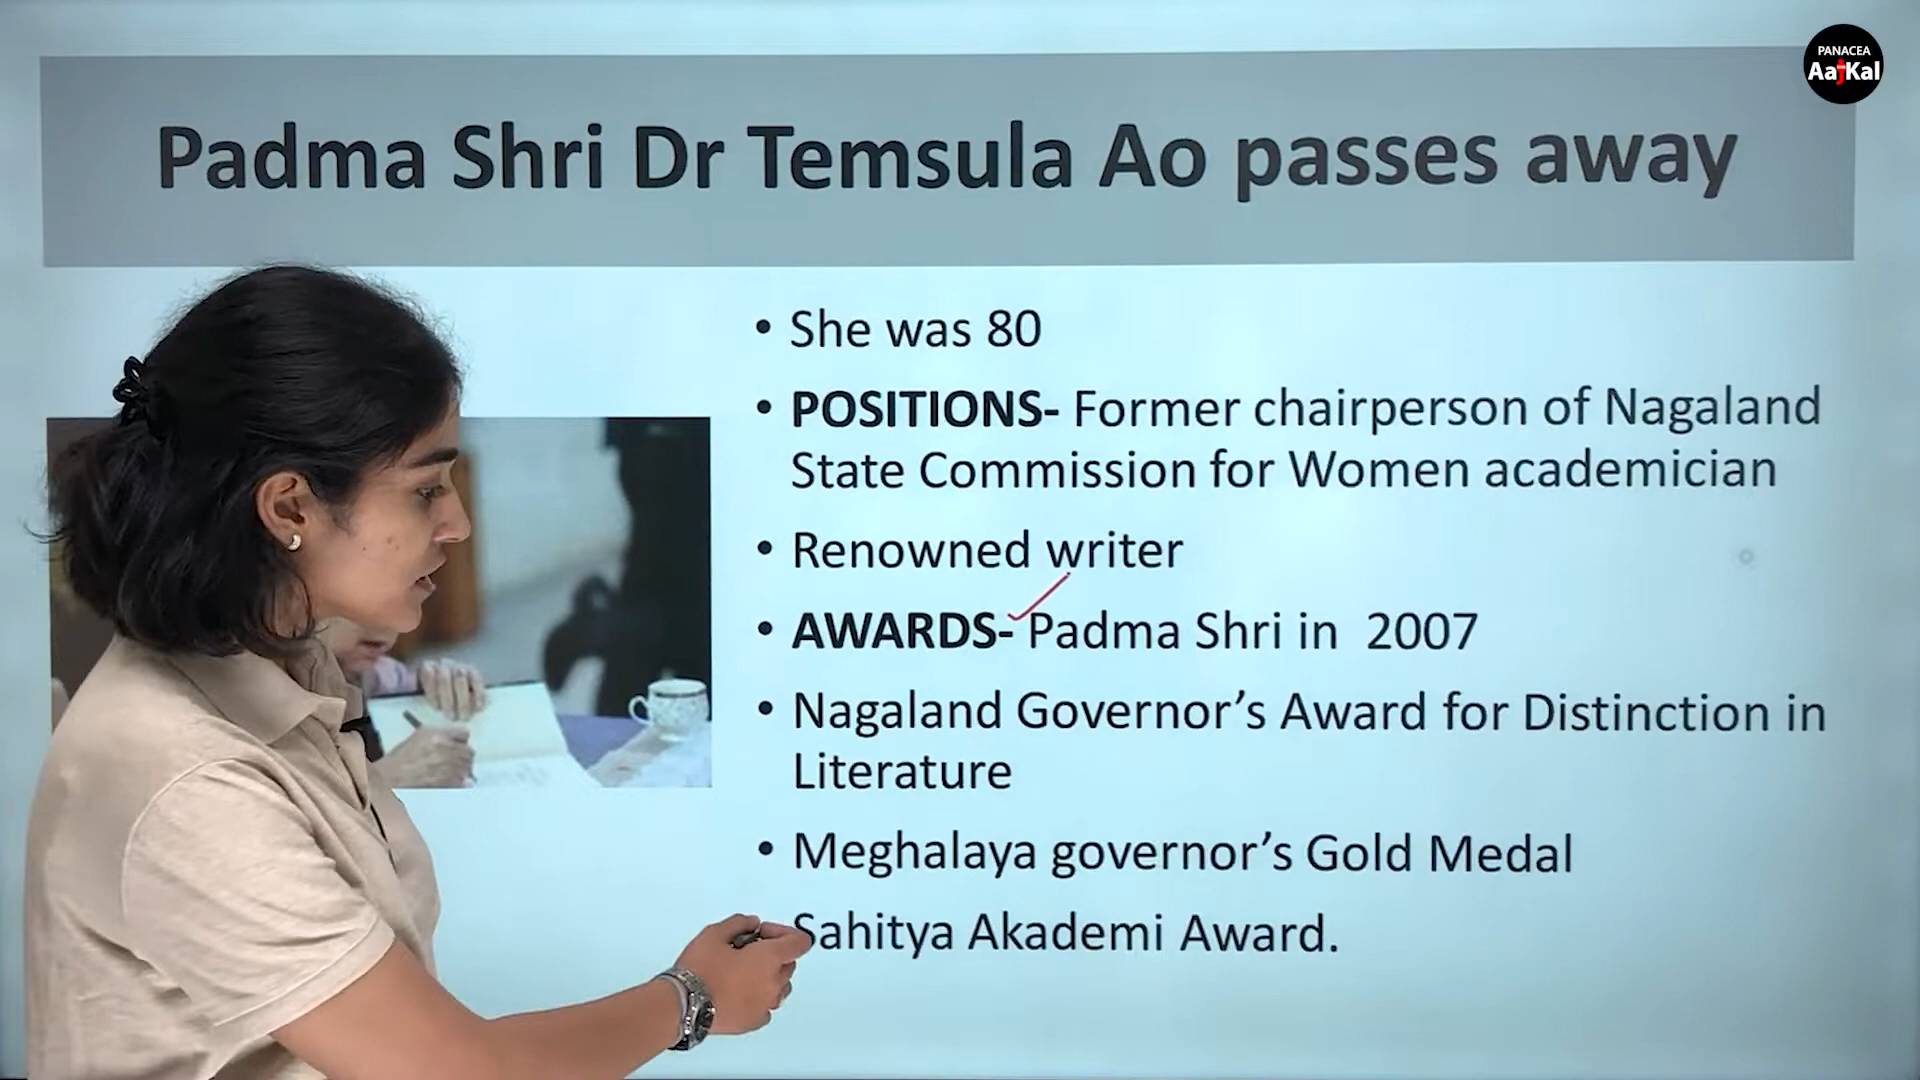 PANACEA
AajKal
Padma Shri Dr Temsula Ao passes away
• She was 80
• POSITIONS- Former chairperson of Nagaland
State Commission for Women academician
• Renowned writer
• AWARDS- Padma Shri in 2007
• Nagaland Governor's Award for Distinction in
Literature
• Meghalaya governor's Gold Medal
Sahitya Akademi Award.